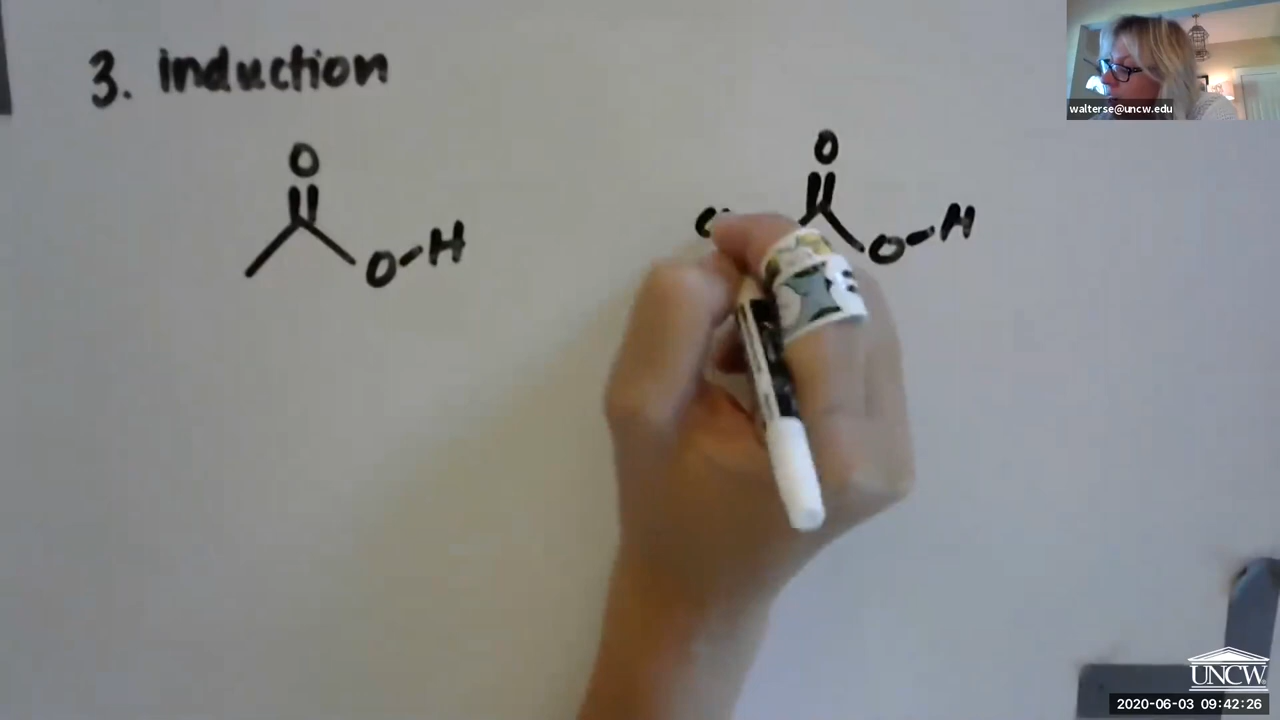 3. induction
O
O-H
O
C
O-H
walterse@uncw.edu
UNCW
2020-06-03 09:42:26